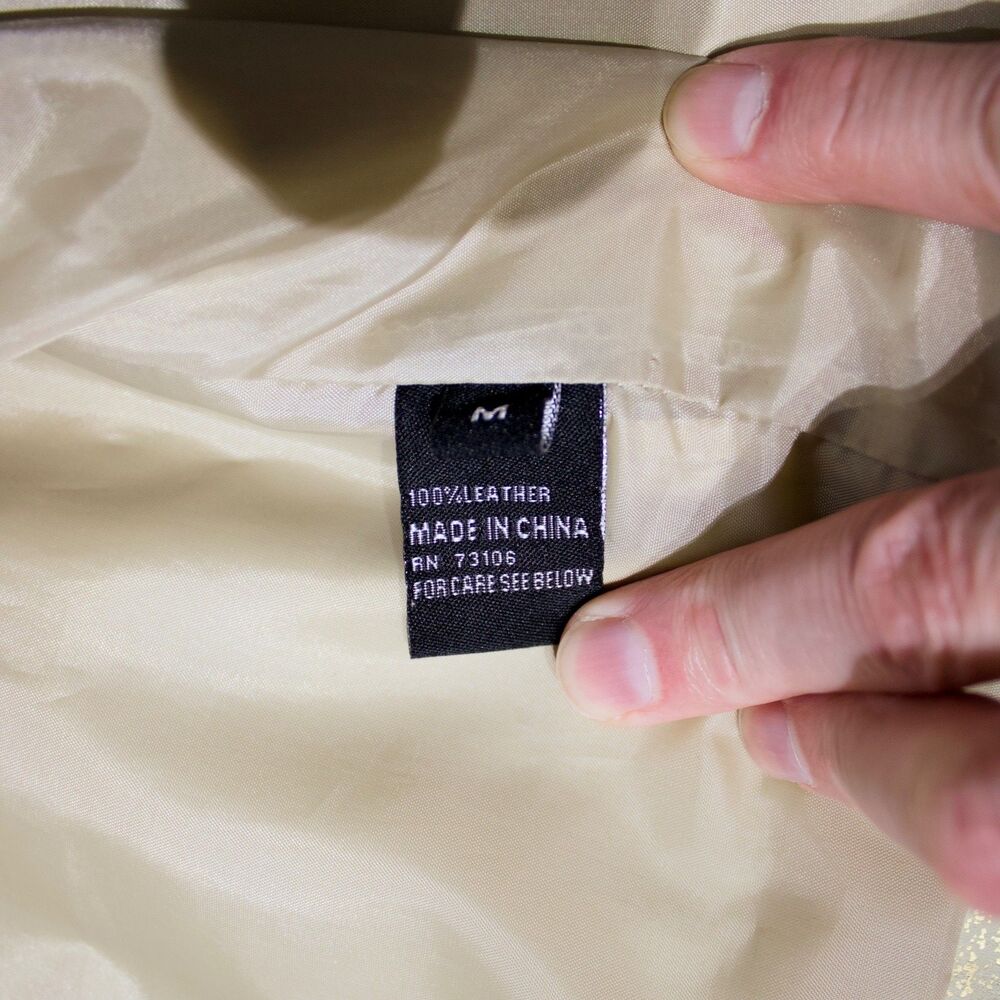 M
100%LEATHER
MADE IN CHINA
RN 73106
FOR CARE SEE BELOW